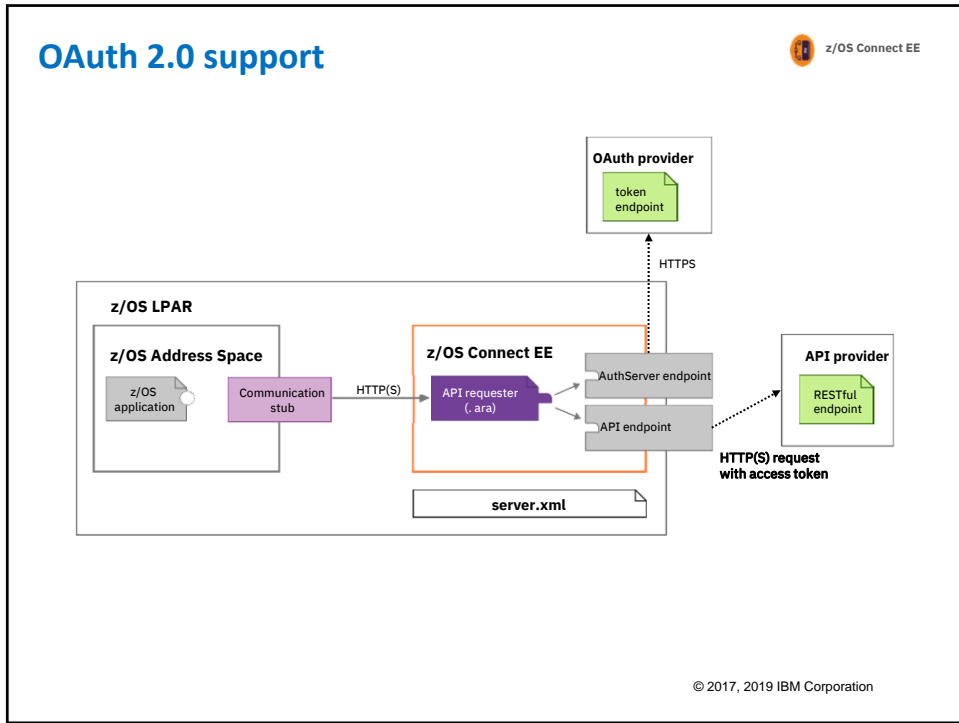 OAuth 2.0 support
z/OS Connect EE
OAuth provider
token
endpoint
HTTPS
z/OS LPAR
z/OS Address Space
z/OS
application
Communication
stub
HTTP(S)
z/OS Connect EE
API requester
(. ara)
AuthServer endpoint
API endpoint
API provider
RESTful
endpoint
HTTP(S) request
with access token
server.xml
© 2017, 2019 IBM Corporation